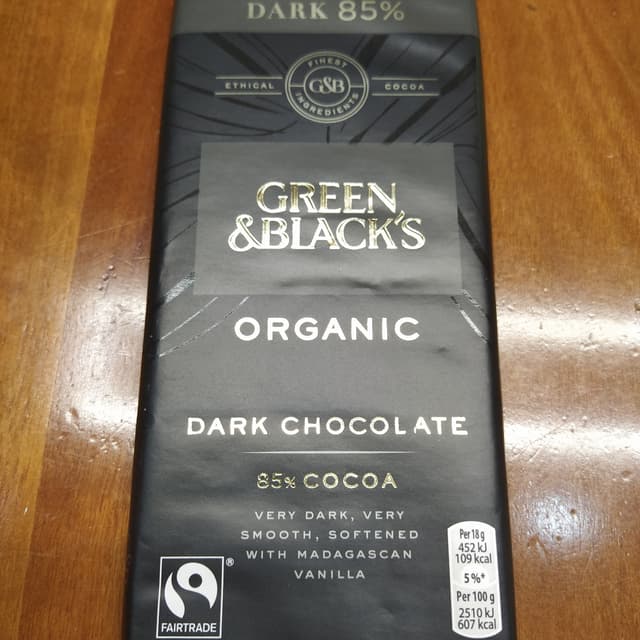 DARK 85%
FINEST
ETHICAL G&B COCOA
INGREDIENTS
GREEN
&BLACK'S
ORGANIC
DARK CHOCOLATE
85% COCOA
VERY DARK, VERY
SMOOTH, SOFTENED
WITH MADAGASCAN
VANILLA
FAIRTRADE
®
Per 18g
452 kJ
109 kcal
5%*
Per 100 g
2510 kJ
607 kcal